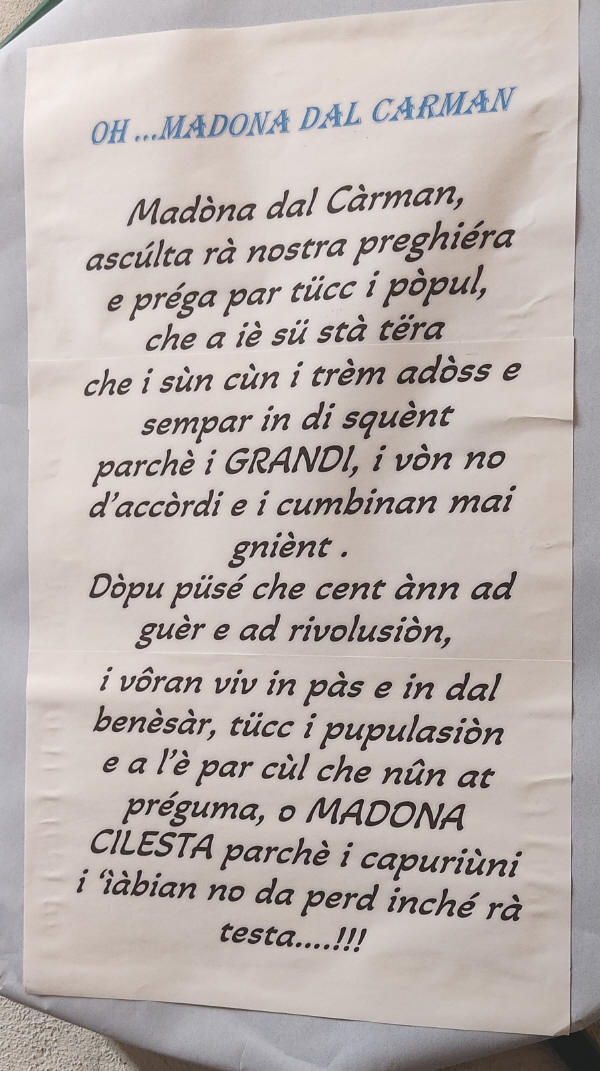 OH ...MADONA DAL CARMAN
Madòna dal Càrman,
ascúlta rà nostra preghiéra
e préga par tücc i pòpul,
che a iè sü stà tëra
che i sùn cùn i trèm adòss e
sempar in di squènt
parchè i GRANDI, i vòn no
d'accòrdi e i cumbinan mai
gniènt .
Dòpu püsé che cent ànn ad
guèr e ad rivolusiòn,
i vôran viv in pàs e in dal
benèsàr, tücc i pupulasiòn
e a l'è par cùl che nûn at
préguma, o MADONA
CILESTA parchè i capuriùni
i 'ìàbian no da perd inché rà
testa....!!!